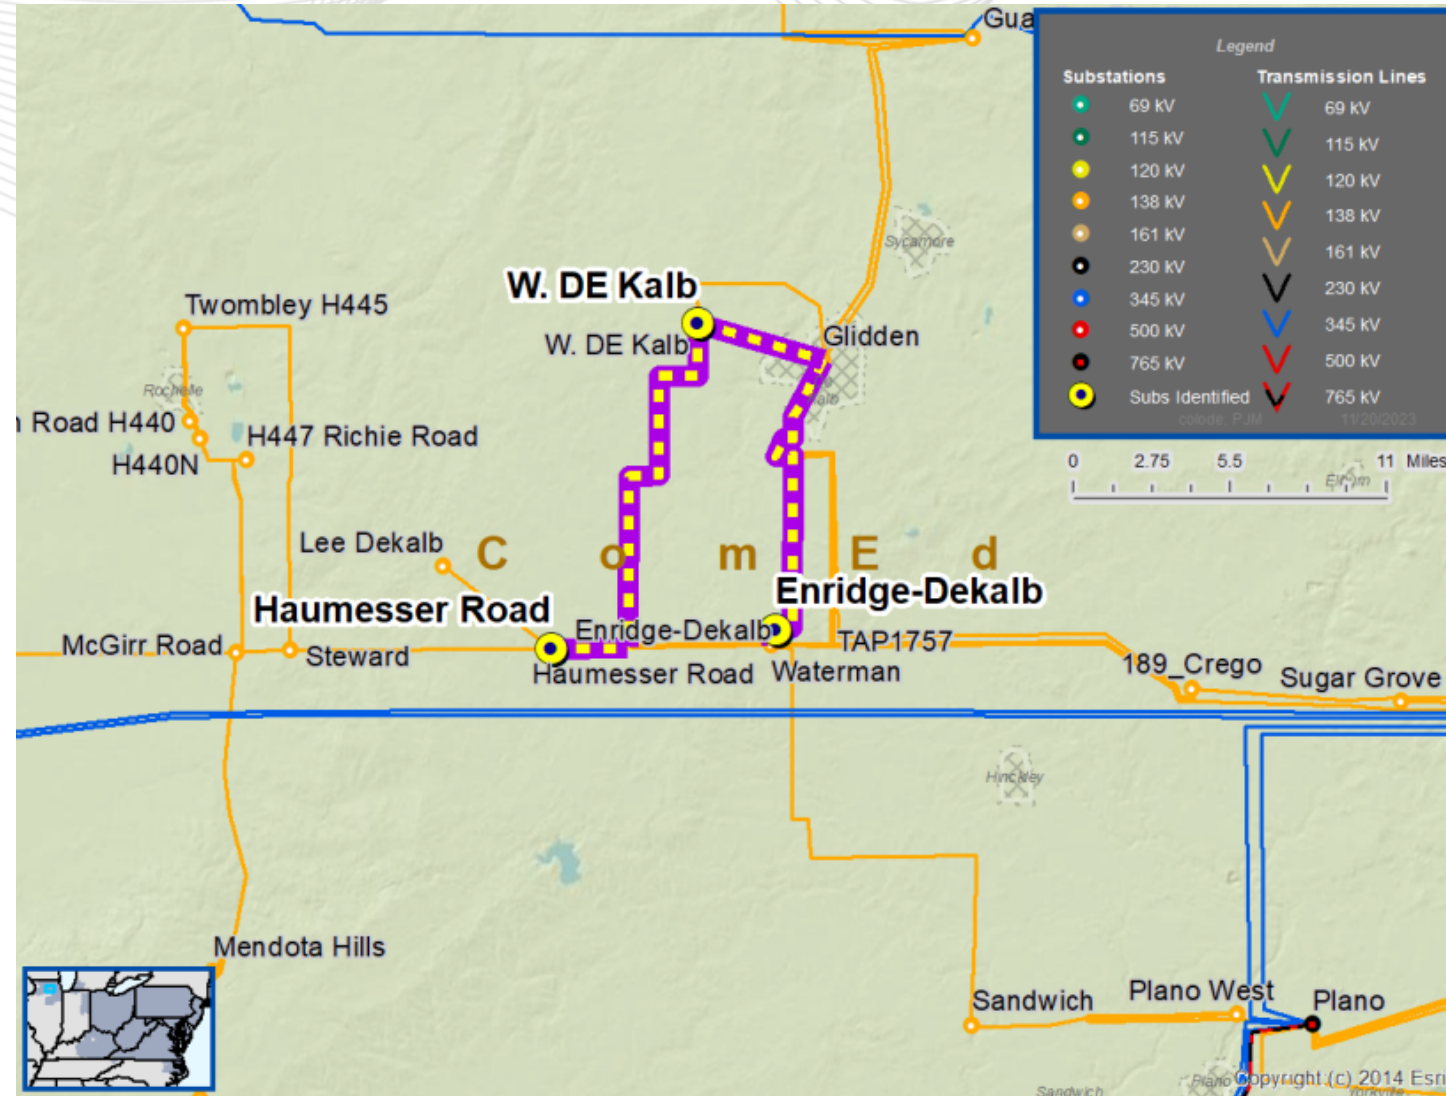 Gua
Legend
Substations
Transmission Lines
69 kV
69 kV
115 kV
115 kV
120 kV
120 kV
138 kV
138 kV
161 kV
161 kV
230 kV
230 kV
345 kV
345 kV
500 kV
500 kV
765 kV
765 kV
Subs Identified
colode, PJM
11/20/2023
0 2.75 5.5 11 Miles
Sycamore
W. DE Kalb
Twombley H445
W. DE Kalb
Glidden
Rochelle
n Road H440
H447 Richie Road
H440N
Lee Dekalb
C o m E d
Haumesser Road
Enridge-Dekalb
Enridge-Dekalb
McGirr Road
Steward
TAP1757
Haumesser Road
Waterman
189_Crego
Sugar Grove
Hinckley
Mendota Hills
Sandwich
Plano West
Plano
Plano
Sandwich
Copyright:(c) 2014 Esri